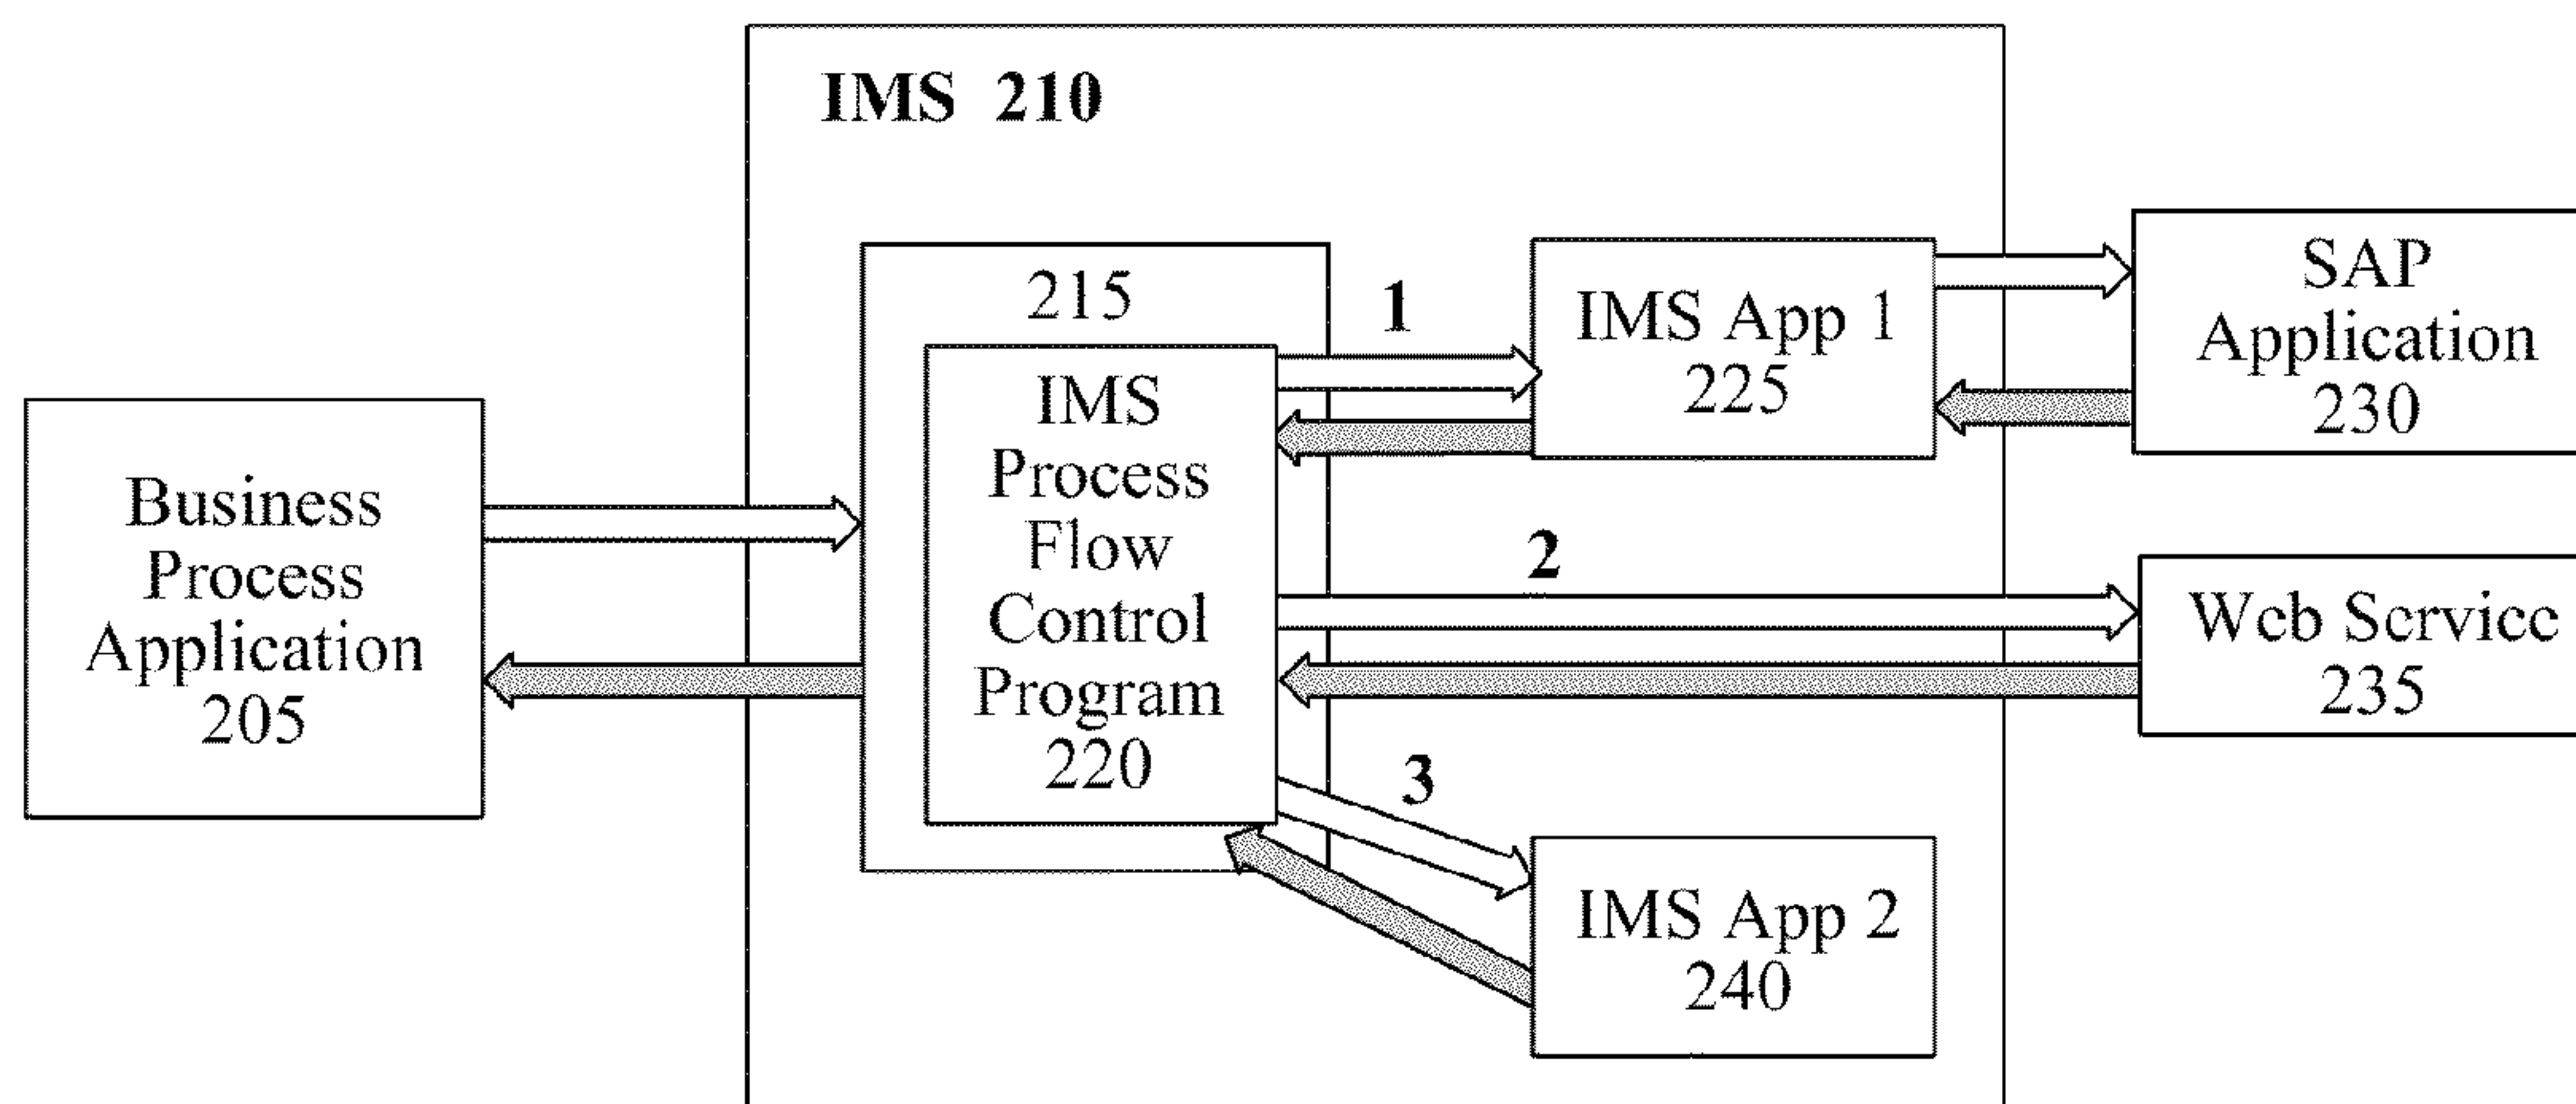 IMS 210
215
1
IMS App 1
225
SAP
Application
230
IMS
Process
Flow
Control
Program
220
Business
Process
Application
205
2
Web Service
235
3
IMS App 2
240